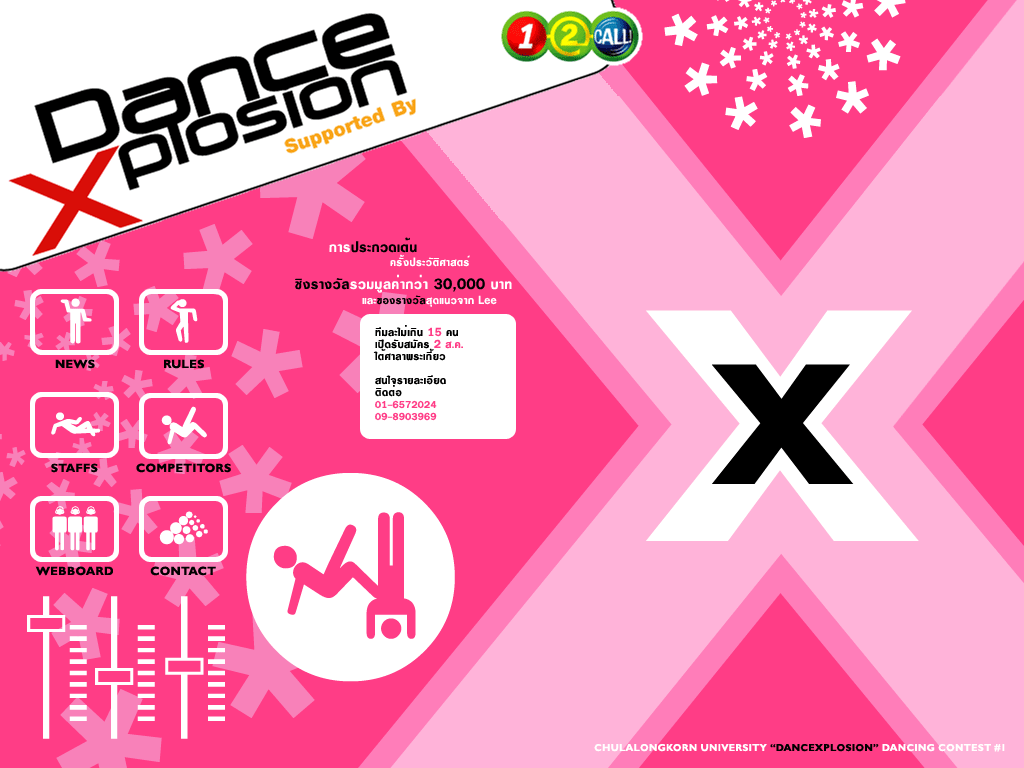 Dance
Xplosion
Supported By
1 2 CALL!
การประกวดเต้น
ครั้งประวัติศาสตร์
ชิงรางวัลรวมมูลค่ากว่า 30,000 บาท
และของรางวัลสุดแนวจาก Lee
ทีมละไม่เกิน 15 คน
เปิดรับสมัคร 2 ส.ค.
ใต้ศาลาพระเกี้ยว
สนใจรายละเอียด
ติดตอ
01-6572024
09-8903969
NEWS RULES
STAFFS COMPETITORS
WEBBOARD CONTACT
X
CHULALONGKORN UNIVERSITY "DANCEXPLOSION" DANCING CONTEST #1